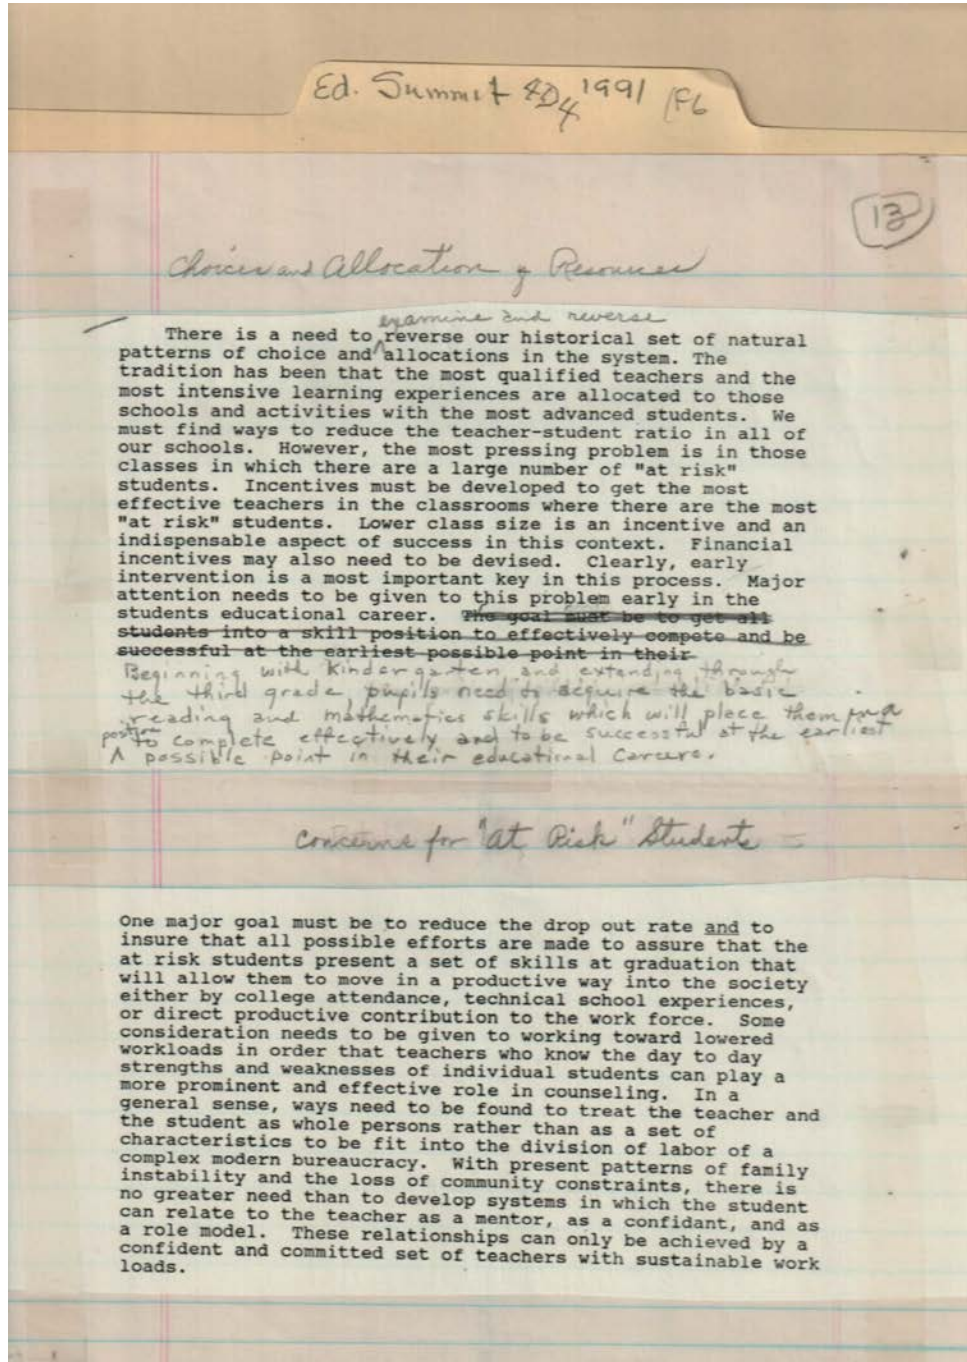 Ed. Summit 4D4 1991 (F6
13
Choices and Allocation of Resources
examine and reverse
There is a need to reverse our historical set of natural
patterns of choice and allocations in the system. The
tradition has been that the most qualified teachers and the
most intensive learning experiences are allocated to those
schools and activities with the most advanced students. We
must find ways to reduce the teacher-student ratio in all of
our schools. However, the most pressing problem is in those
classes in which there are a large number of "at risk"
students. Incentives must be developed to get the most
effective teachers in the classrooms where there are the most
"at risk" students. Lower class size is an incentive and an
indispensable aspect of success in this context. Financial
incentives may also need to be devised. Clearly, early
intervention is a most important key in this process. Major
attention needs to be given to this problem early in the
students educational career. The goal must be to get all
students into a skill position to effectively compete and be
successful at the earliest possible point in their
Beginning with kindergarten and extending through
the third grade, pupils need to acquire the basic
reading and mathematics skills which will place them in a
position to complete effectively and to be successful at the earliest
possible point in their educational careers.
Concerns for "at Risk" Students
One major goal must be to reduce the drop out rate and to
insure that all possible efforts are made to assure that the
at risk students present a set of skills at graduation that
will allow them to move in a productive way into the society
either by college attendance, technical school experiences,
or direct productive contribution to the work force. Some
consideration needs to be given to working toward lowered
workloads in order that teachers who know the day to day
strengths and weaknesses of individual students can play a
more prominent and effective role in counseling. In a
general sense, ways need to be found to treat the teacher and
the student as whole persons rather than as a set of
characteristics to be fit into the division of labor of a
complex modern bureaucracy. With present patterns of family
instability and the loss of community constraints, there is
no greater need than to develop systems in which the student
can relate to the teacher as a mentor, as a confidant, and as
a role model. These relationships can only be achieved by a
confident and committed set of teachers with sustainable work
loads.